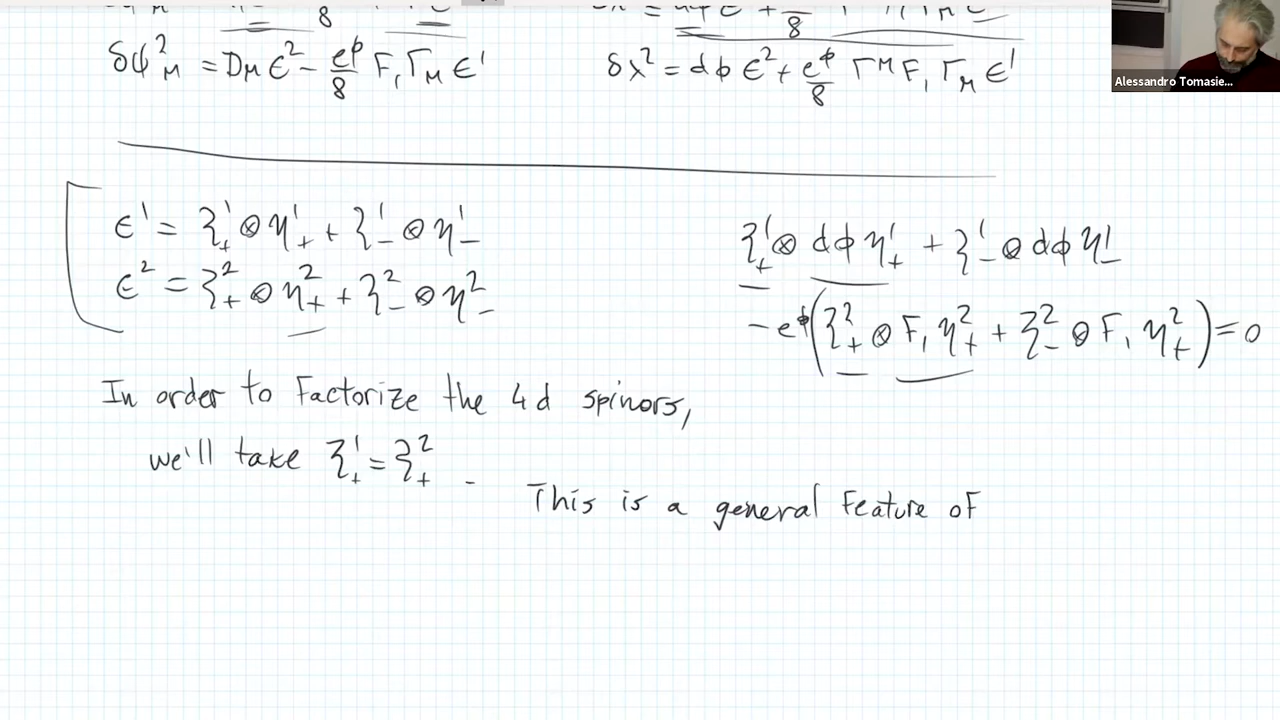 δψ²_M = D_M ε² − e^φ/8 F₁ Γ_M ε¹
δλ² = dφ ε² + e^φ/8 Γ^M F₁ Γ_M ε¹
Alessandro Tomasie...
ε¹ = ζ¹₊ ⊗ η¹₊ + ζ¹₋ ⊗ η¹₋
ε² = ζ²₊ ⊗ η²₊ + ζ²₋ ⊗ η²₋
ζ¹₊ ⊗ dφ η¹₊ + ζ¹₋ ⊗ dφ η¹₋
− e^φ (ζ²₊ ⊗ F₁ η²₊ + ζ²₋ ⊗ F₁ η²₊) = 0
In order to factorize the 4d spinors,
we'll take ζ¹₊ = ζ²₊ .
This is a general feature of